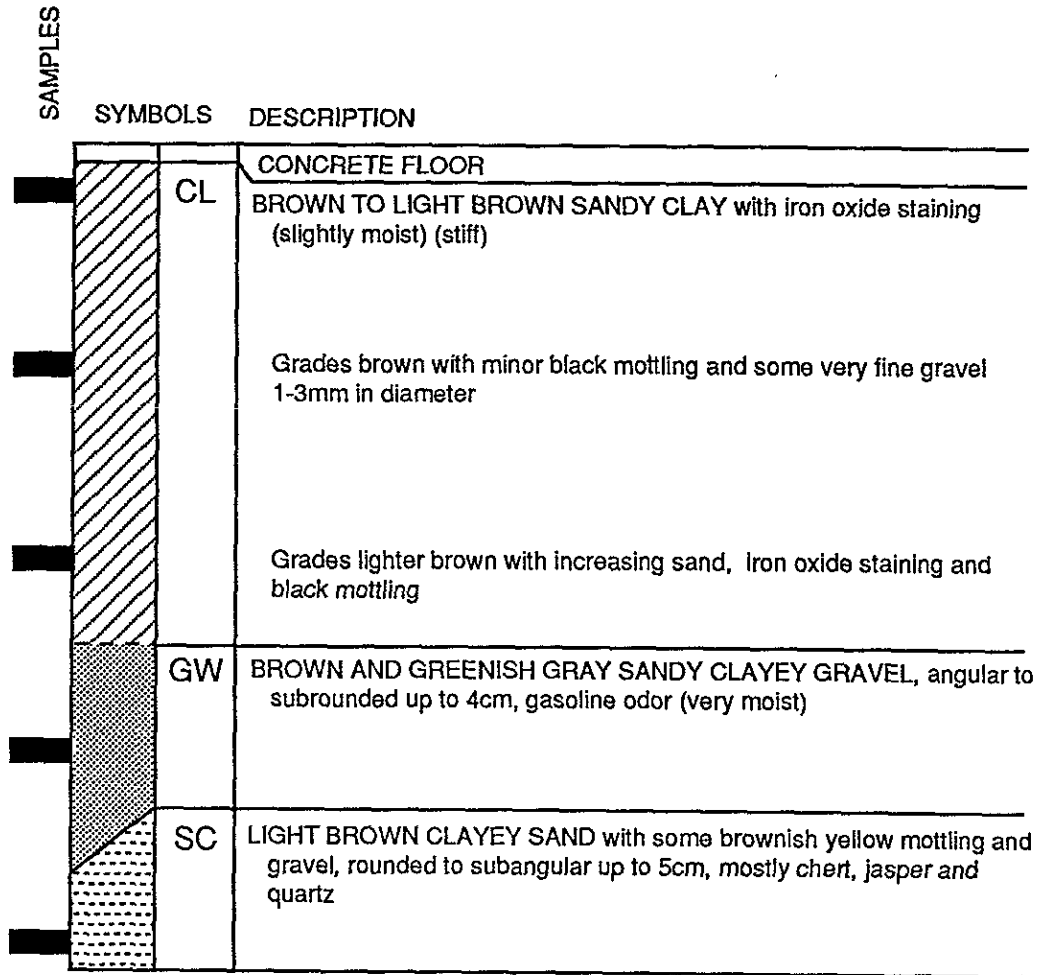 SAMPLES
SYMBOLS DESCRIPTION
CONCRETE FLOOR
CL
BROWN TO LIGHT BROWN SANDY CLAY with iron oxide staining
(slightly moist) (stiff)
Grades brown with minor black mottling and some very fine gravel
1-3mm in diameter
Grades lighter brown with increasing sand, iron oxide staining and
black mottling
GW BROWN AND GREENISH GRAY SANDY CLAYEY GRAVEL, angular to
subrounded up to 4cm, gasoline odor (very moist)
SC LIGHT BROWN CLAYEY SAND with some brownish yellow mottling and
gravel, rounded to subangular up to 5cm, mostly chert, jasper and
quartz